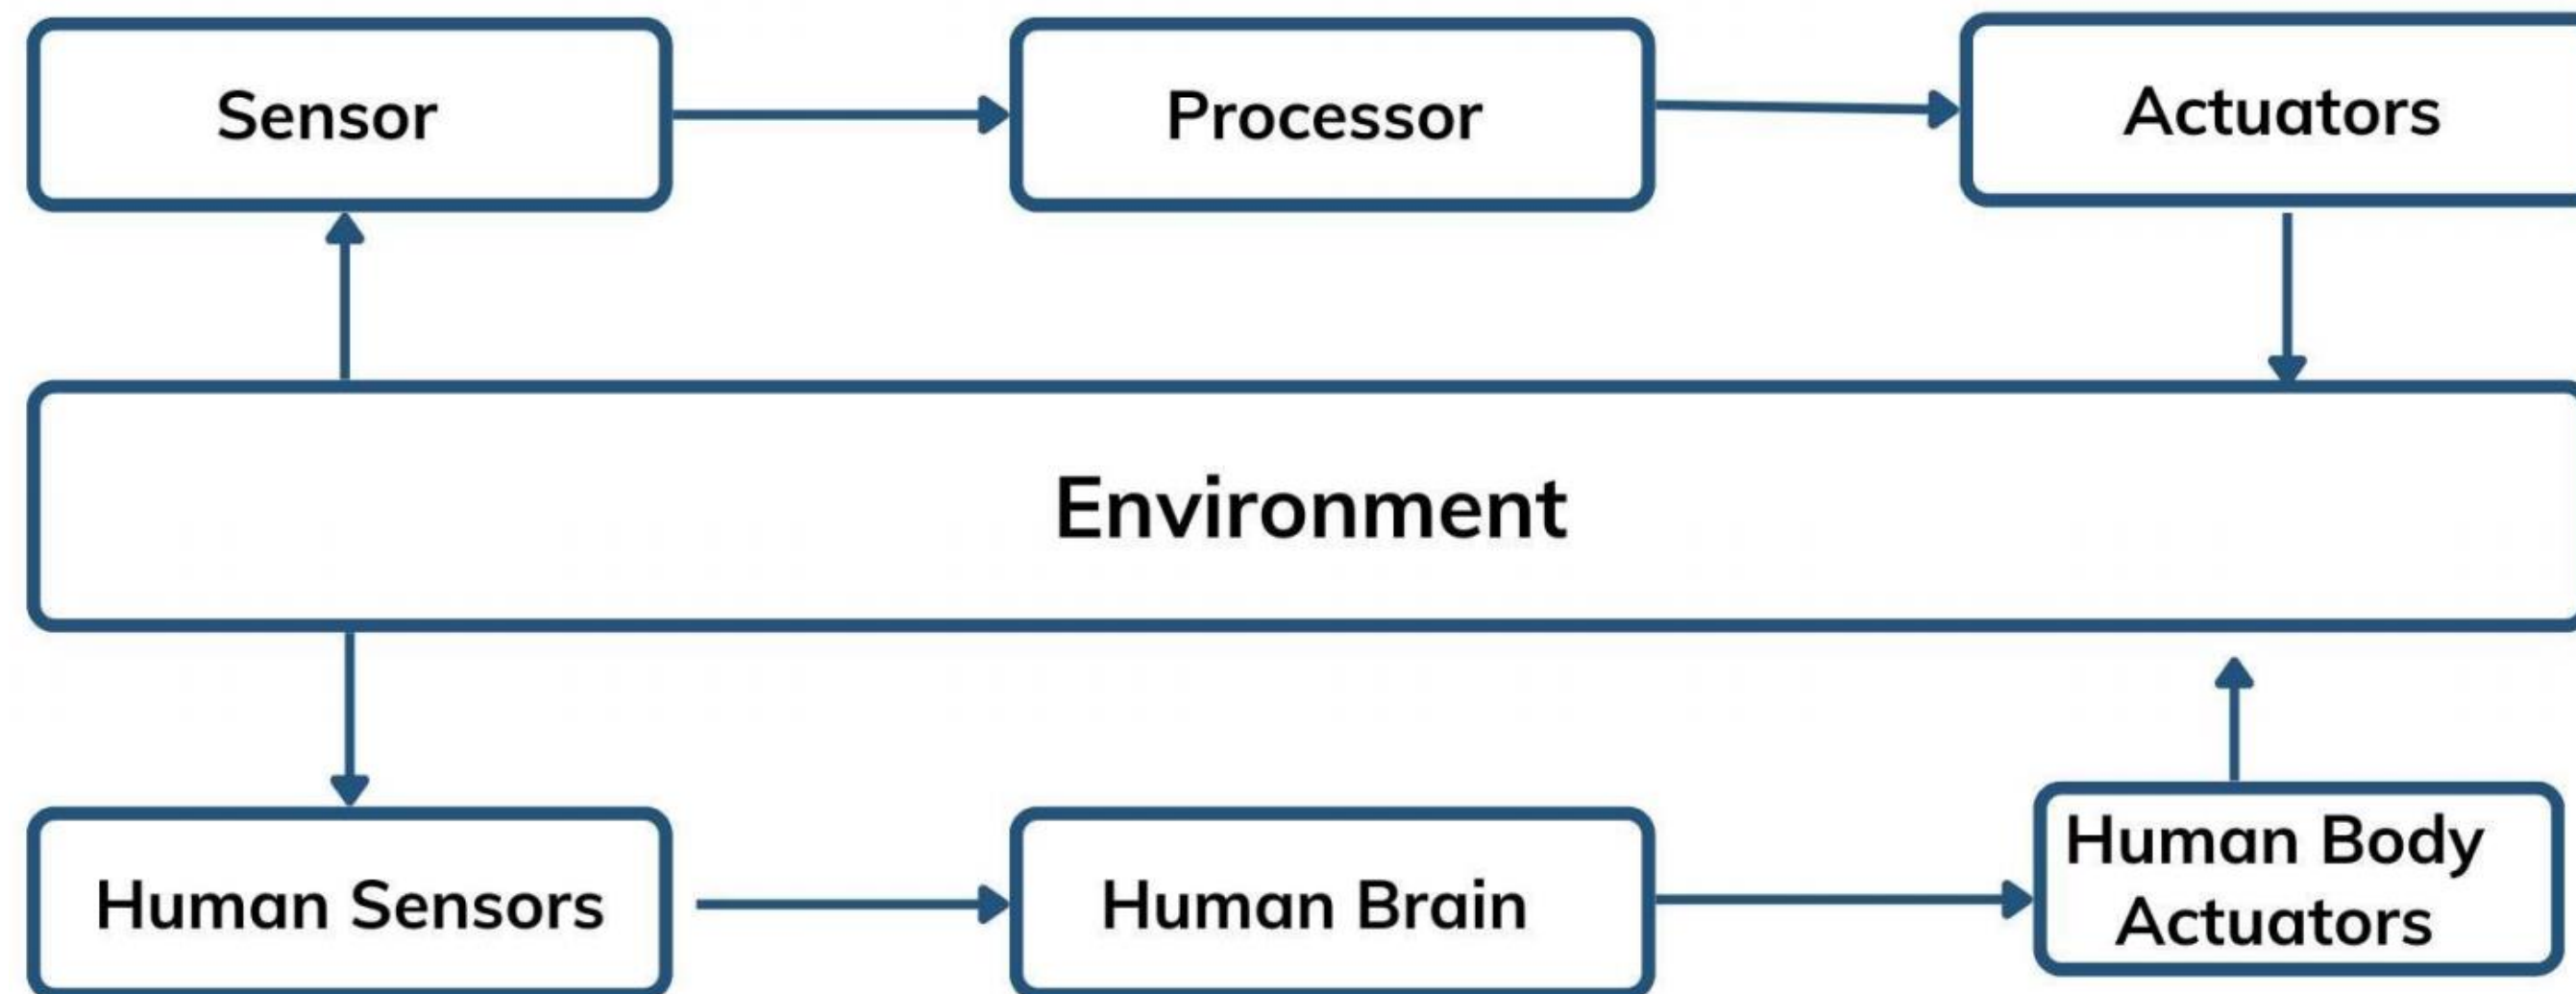 Sensor
Processor
Actuators
Environment
Human Sensors
Human Brain
Human Body
Actuators